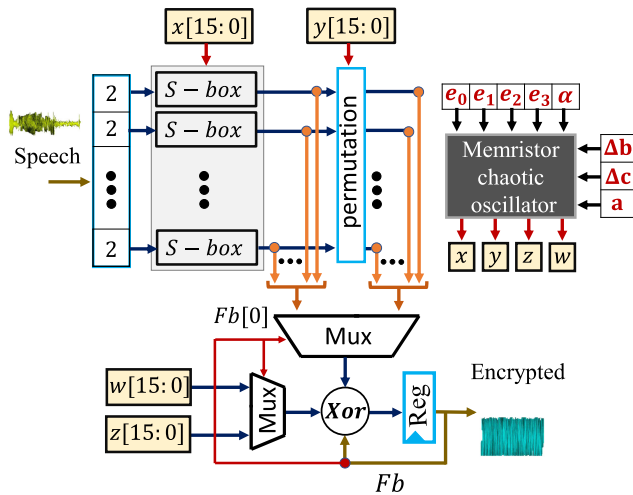 x[15:0]
y[15:0]
2
S − box
2
S − box
2
S − box
permutation
Speech
e₀ e₁ e₂ e₃ α
Memristor
chaotic
oscillator
Δb
Δc
a
x y z w
Fb[0]
Mux
w[15:0]
z[15:0]
Mux
Xor
Reg
Encrypted
Fb